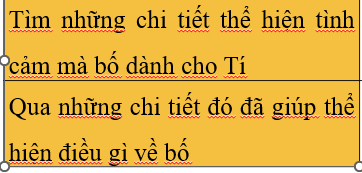 Tìm những chi tiết thể hiện tình
cảm mà bố dành cho Tí
Qua những chi tiết đó đã giúp thể
hiện điều gì về bố